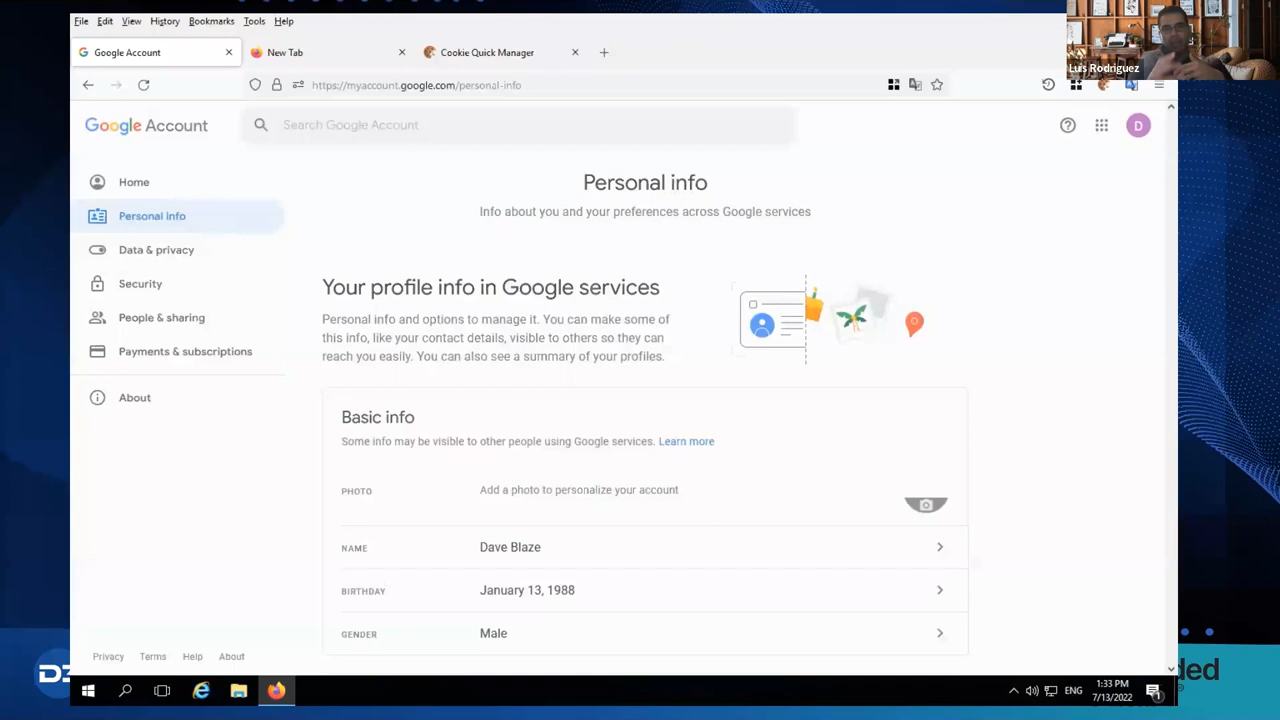 File Edit View History Bookmarks Tools Help
Google Account
New Tab
Cookie Quick Manager
Luis Rodriguez
https://myaccount.google.com/personal-info
Google Account
Search Google Account
D
Home
Personal info
Data & privacy
Security
People & sharing
Payments & subscriptions
About
Personal info
Info about you and your preferences across Google services
Your profile info in Google services
Personal info and options to manage it. You can make some
of this info, like your contact details, visible to others so they can
reach you easily. You can also see a summary of your profiles.
Basic info
Some info may be visible to other people using Google services. Learn more
PHOTO
Add a photo to personalize your account
NAME
Dave Blaze
BIRTHDAY
January 13, 1988
GENDER
Male
Privacy Terms Help About
D3
ded
ENG
1:33 PM
7/13/2022
1